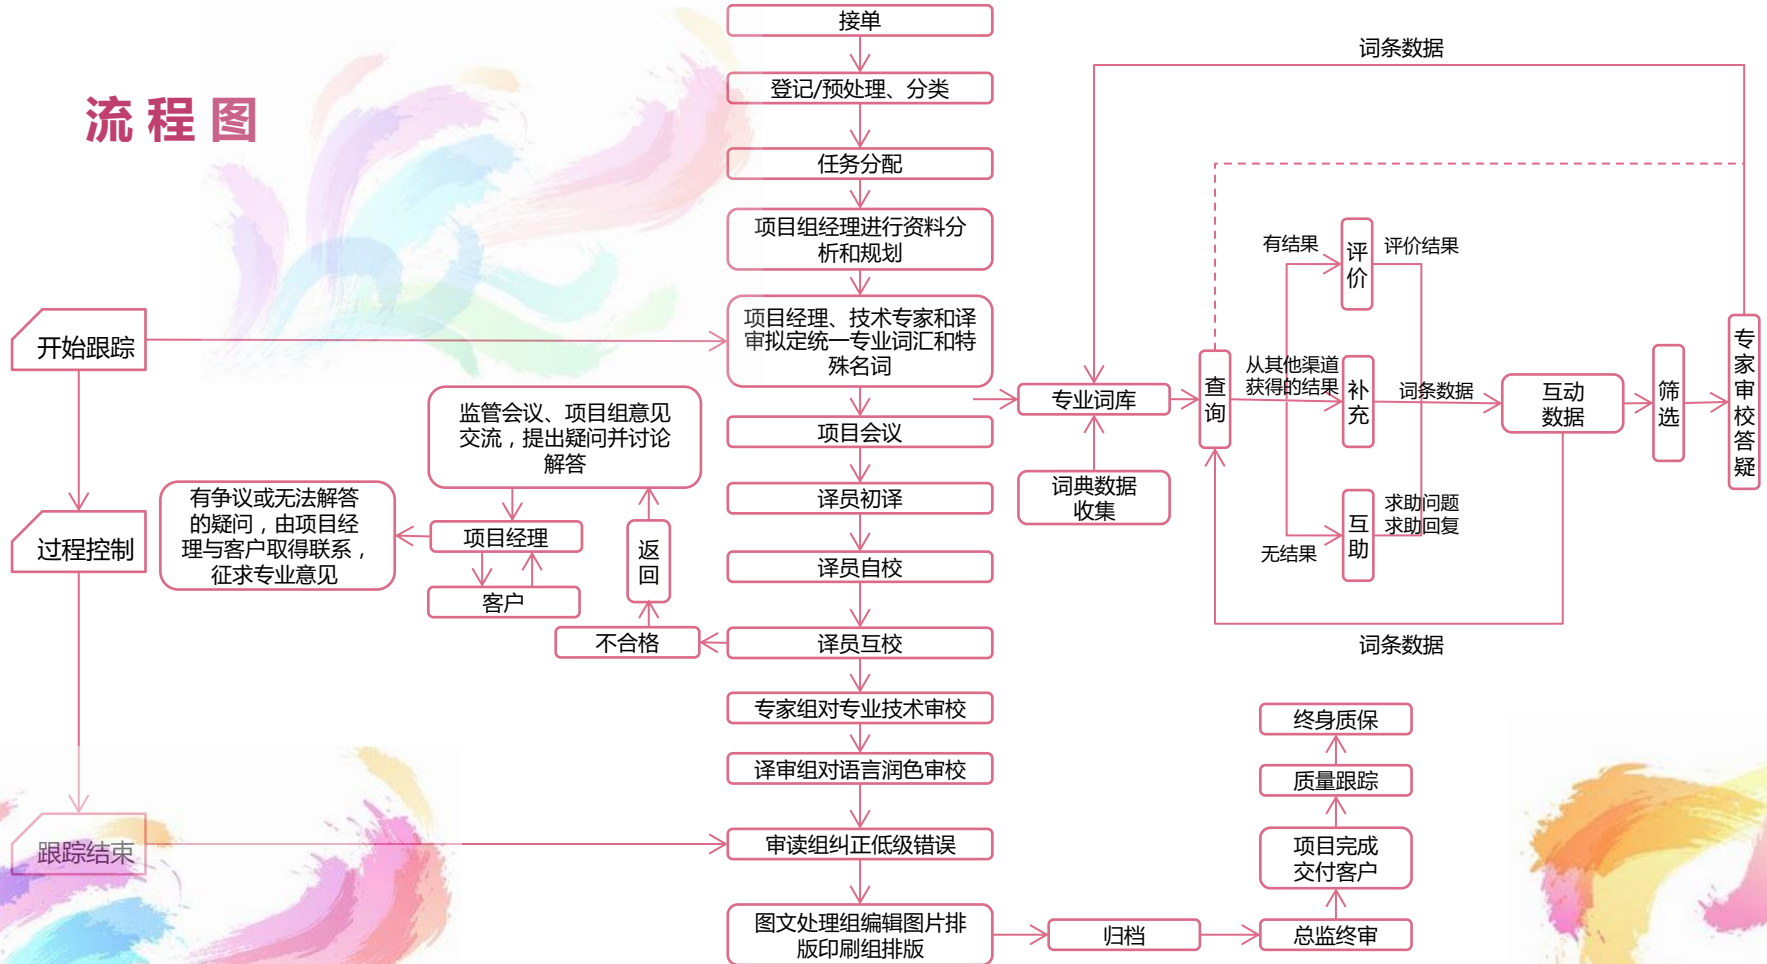 流程图
接单
登记/预处理、分类
任务分配
项目组经理进行资料分
析和规划
项目经理、技术专家和译
审拟定统一专业词汇和特
殊名词
项目会议
译员初译
译员自校
译员互校
专家组对专业技术审校
译审组对语言润色审校
审读组纠正低级错误
图文处理组编辑图片排
版印刷组排版
开始跟踪
过程控制
跟踪结束
监管会议、项目组意见
交流，提出疑问并讨论
解答
有争议或无法解答
的疑问，由项目经
理与客户取得联系，
征求专业意见
项目经理
客户
返
回
不合格
词条数据
专业词库
词典数据
收集
查
询
有结果
评
价
评价结果
从其他渠道
获得的结果
补
充
词条数据
无结果
互
助
求助问题
求助回复
互动
数据
筛
选
专
家
审
校
答
疑
词条数据
终身质保
质量跟踪
项目完成
交付客户
归档
总监终审